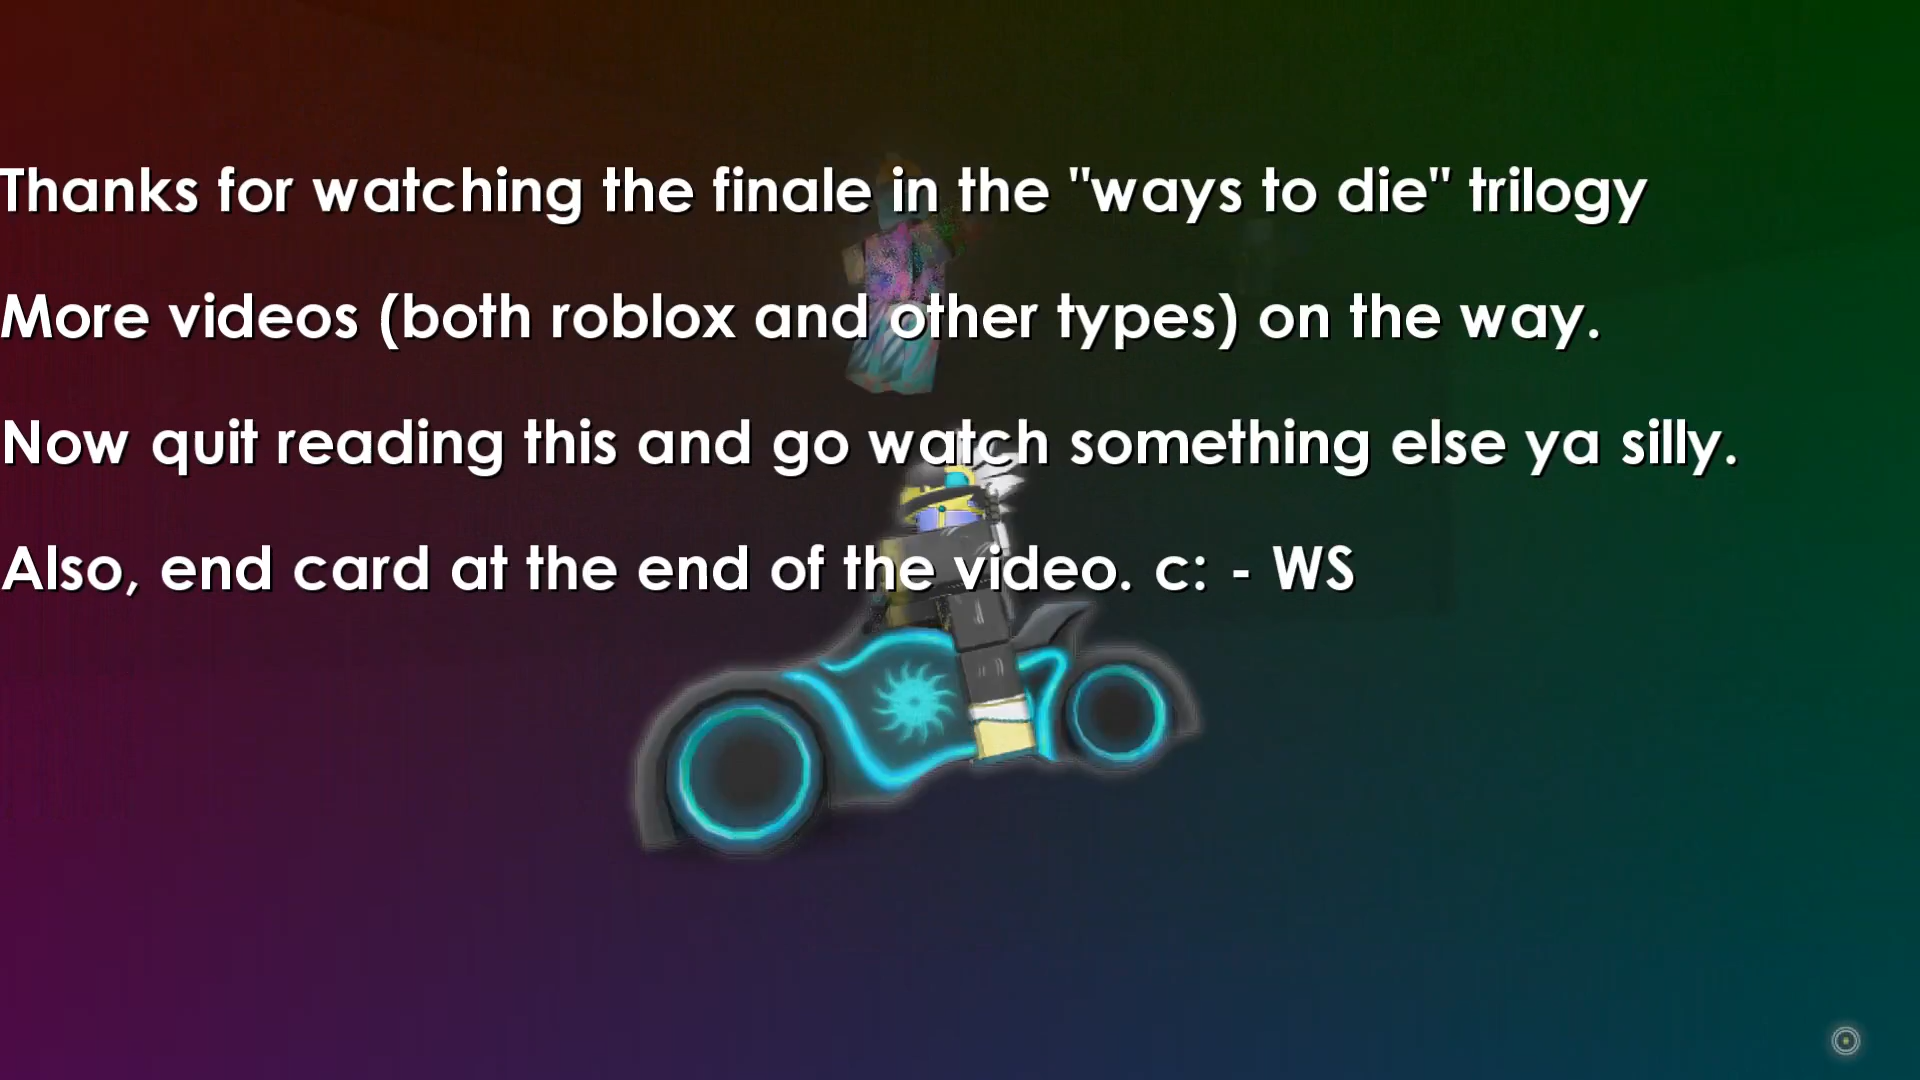 Thanks for watching the finale in the "ways to die" trilogy
More videos (both roblox and other types) on the way.
Now quit reading this and go watch something else ya silly.
Also, end card at the end of the video. c: - WS